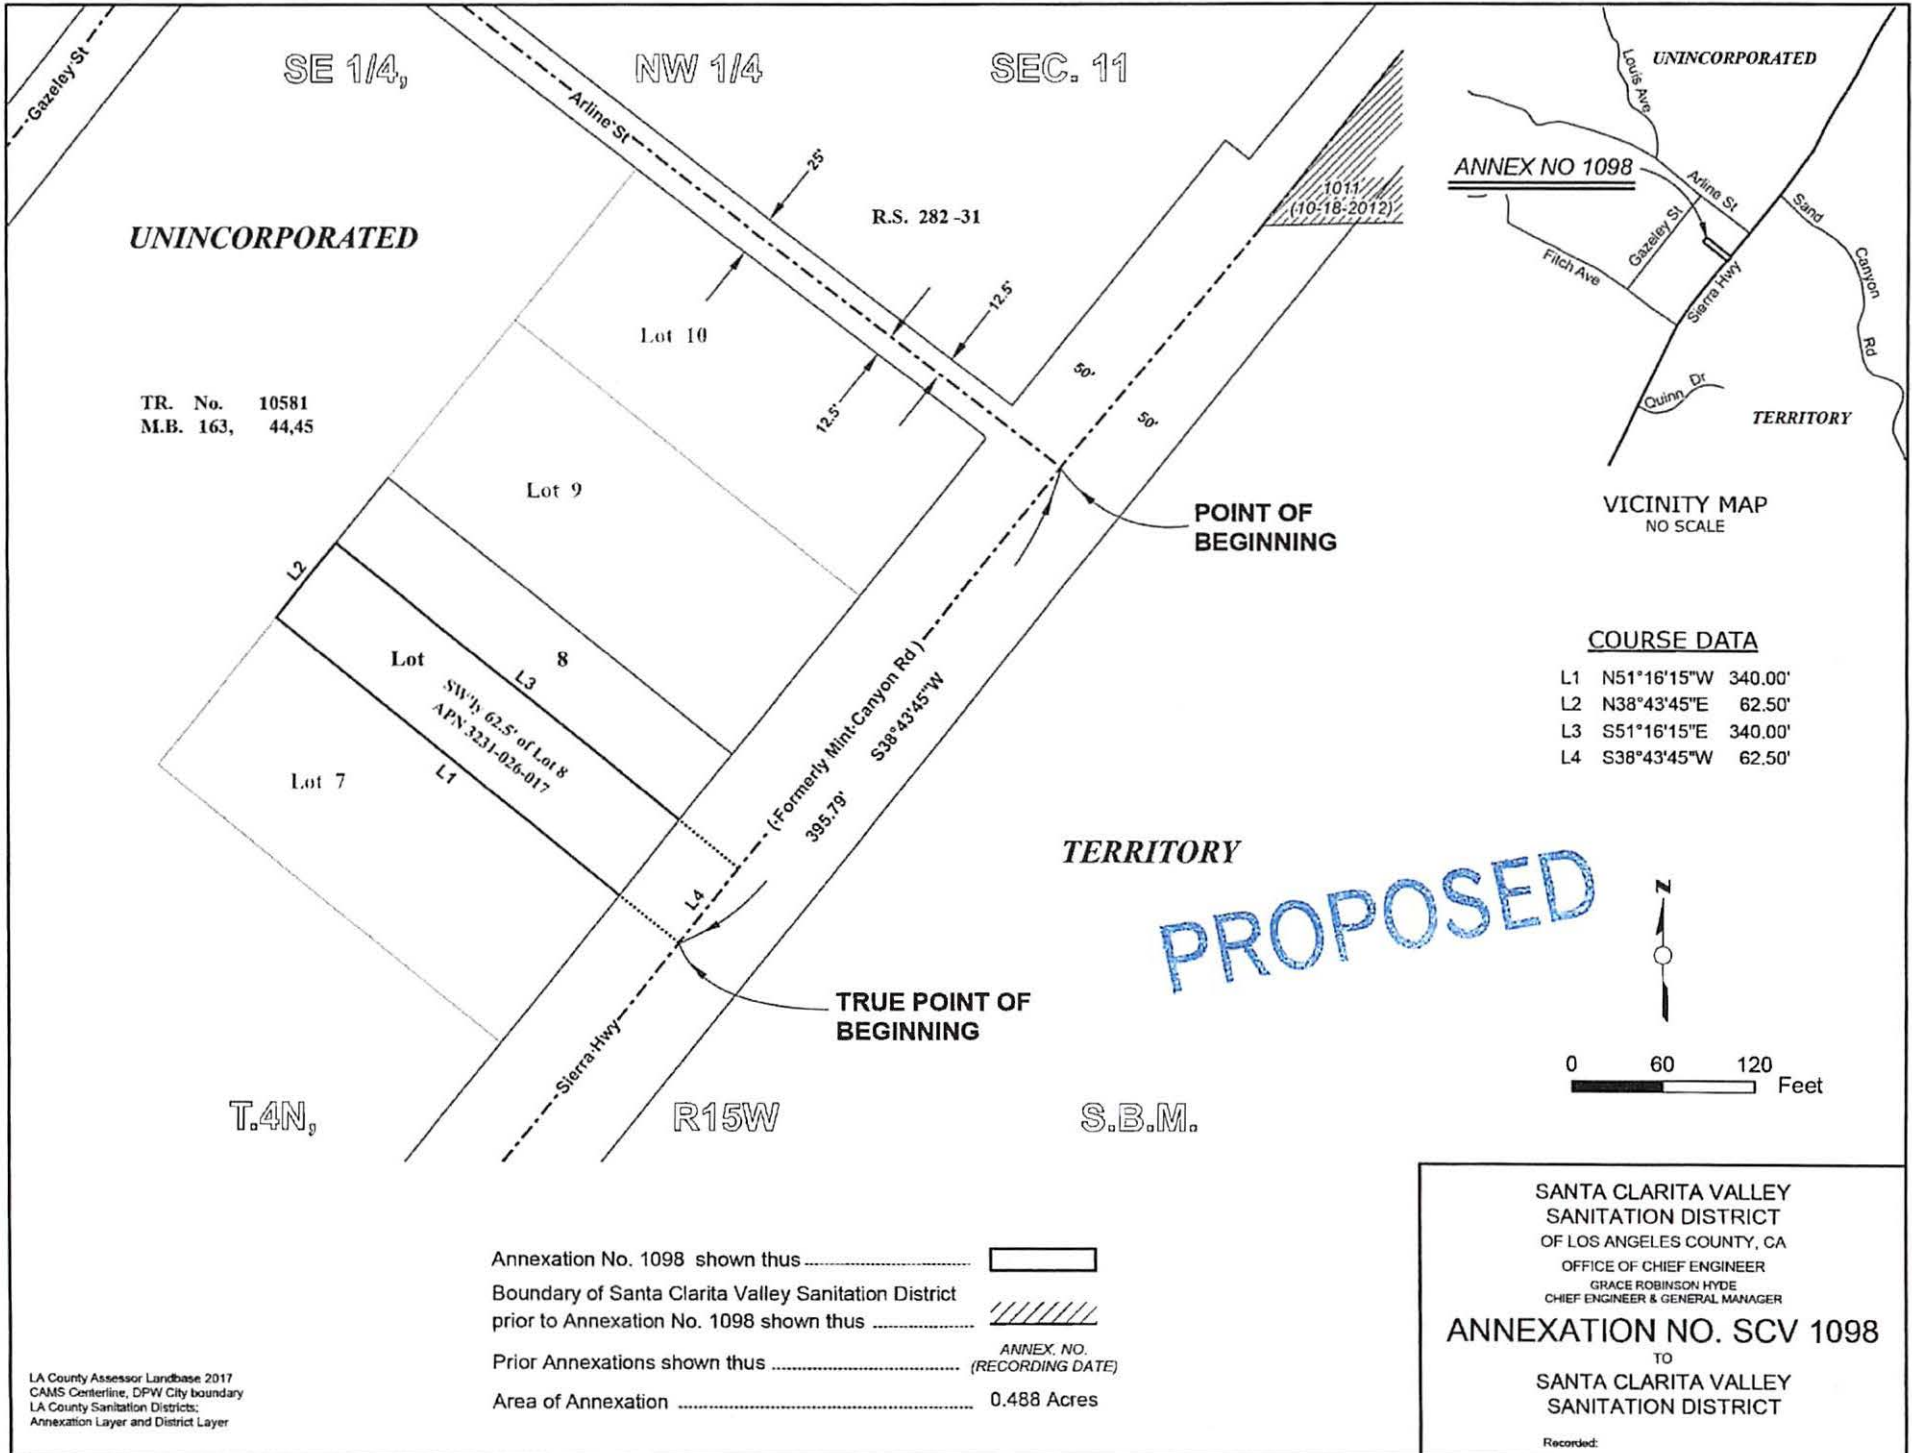 SE 1/4, NW 1/4 SEC. 11
Gazeley St
Arline St
25'
R.S. 282 -31
1011
(10-18-2012)
UNINCORPORATED
Lot 10
12.5'
12.5'
50'
50'
TR. No. 10581
M.B. 163, 44,45
Lot 9
POINT OF
BEGINNING
L2
Lot 8
L3
SW'ly 62.5' of Lot 8
APN 3231-026-017
L1
Lot 7
(Formerly Mint Canyon Rd )
S38°43'45"W
395.79'
L4
TERRITORY
PROPOSED
TRUE POINT OF
BEGINNING
Sierra Hwy
T.4N, R15W S.B.M.
UNINCORPORATED
Louis Ave
ANNEX NO 1098
Arline St
Sand
Canyon
Rd
Gazeley St
Fitch Ave
Sierra Hwy
Quinn Dr
TERRITORY
VICINITY MAP
NO SCALE
COURSE DATA
L1 N51°16'15"W 340.00'
L2 N38°43'45"E 62.50'
L3 S51°16'15"E 340.00'
L4 S38°43'45"W 62.50'
N
0 60 120
Feet
Annexation No. 1098 shown thus
Boundary of Santa Clarita Valley Sanitation District
prior to Annexation No. 1098 shown thus
Prior Annexations shown thus ANNEX. NO.
(RECORDING DATE)
Area of Annexation 0.488 Acres
LA County Assessor Landbase 2017
CAMS Centerline, DPW City boundary
LA County Sanitation Districts;
Annexation Layer and District Layer
SANTA CLARITA VALLEY
SANITATION DISTRICT
OF LOS ANGELES COUNTY, CA
OFFICE OF CHIEF ENGINEER
GRACE ROBINSON HYDE
CHIEF ENGINEER & GENERAL MANAGER
ANNEXATION NO. SCV 1098
TO
SANTA CLARITA VALLEY
SANITATION DISTRICT
Recorded: